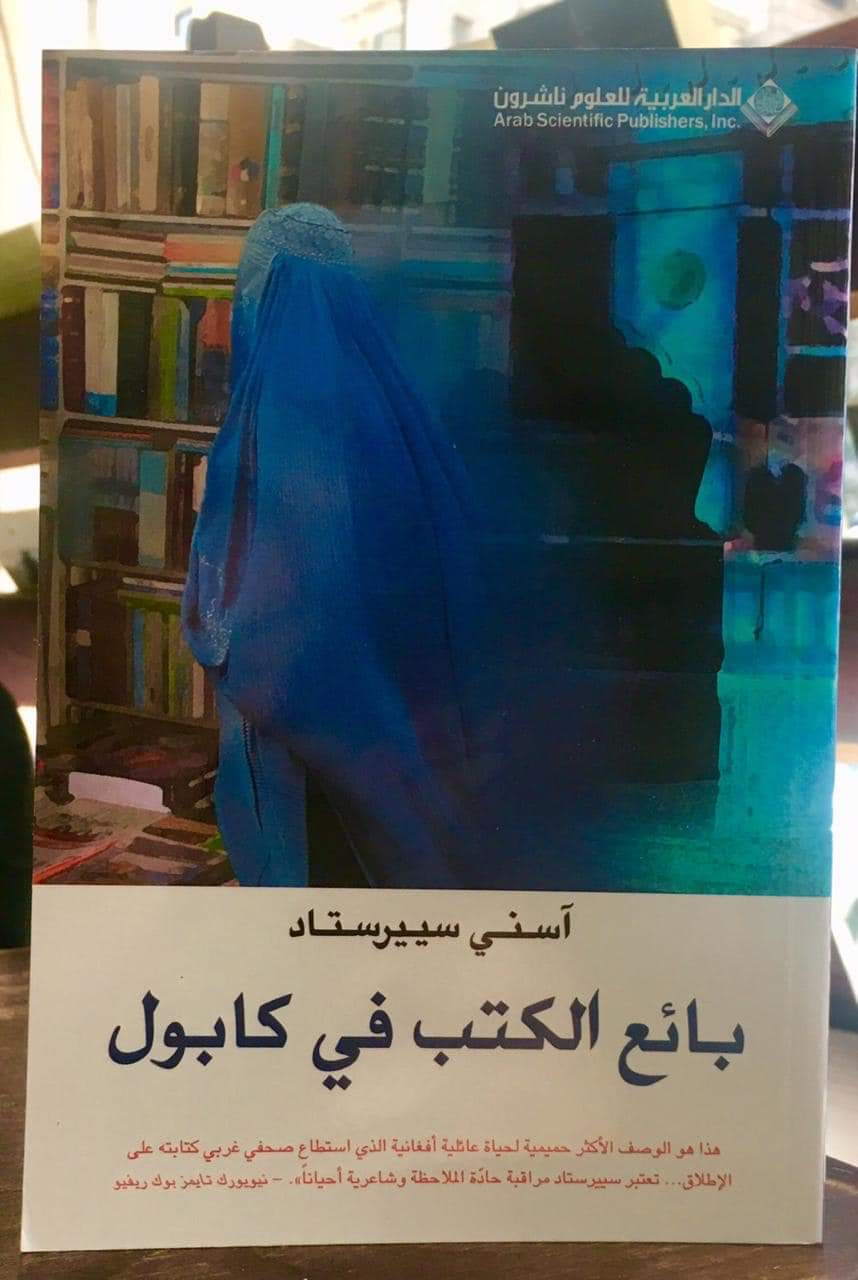 الدار العربية للعلوم ناشرون
Arab Scientific Publishers, Inc.
آسني سييرستاد
بائع الكتب في كابول
هذا هو الوصف الأكثر حميمية لحياة عائلية أفغانية الذي استطاع صحفي غربي كتابته على
الإطلاق... تعتبر سييرستاد مراقبة حادّة الملاحظة وشاعرية أحياناً». - نيويورك تايمز بوك ريفيو